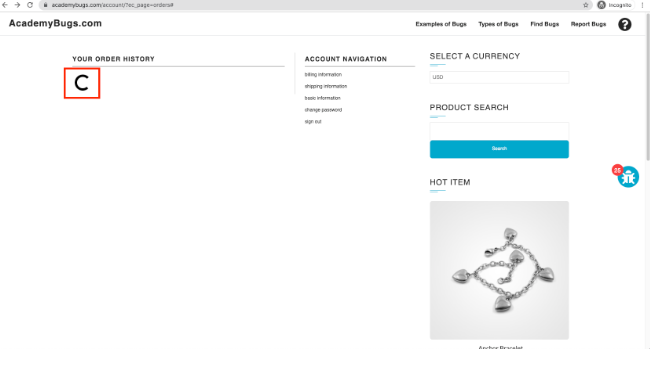 academybugs.com/account/?ec_page=orders#
Incognito
AcademyBugs.com
Examples of Bugs
Types of Bugs
Find Bugs
Report Bugs
?
YOUR ORDER HISTORY
ACCOUNT NAVIGATION
billing information
shipping information
basic information
change password
sign out
SELECT A CURRENCY
USD
PRODUCT SEARCH
Search
25
HOT ITEM
Anchor Bracelet